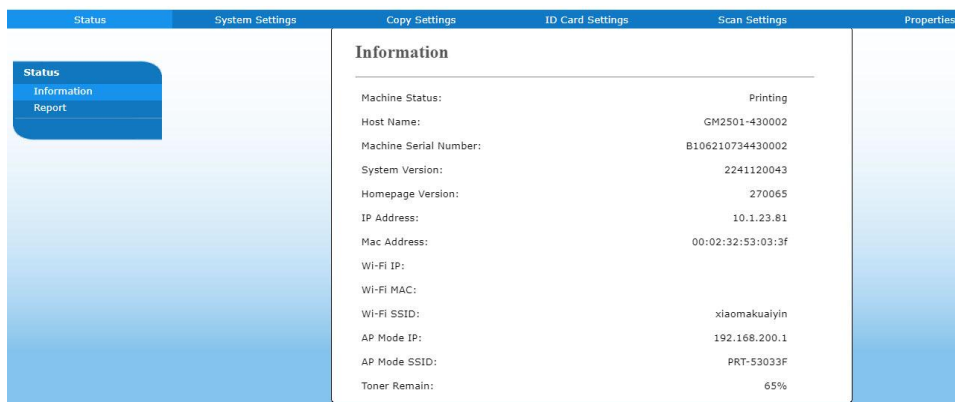 Status System Settings Copy Settings ID Card Settings Scan Settings Properties
Status
Information
Report
Information
Machine Status: Printing
Host Name: GM2501-430002
Machine Serial Number: B106210734430002
System Version: 2241120043
Homepage Version: 270065
IP Address: 10.1.23.81
Mac Address: 00:02:32:53:03:3f
Wi-Fi IP:
Wi-Fi MAC:
Wi-Fi SSID: xiaomakuaiyin
AP Mode IP: 192.168.200.1
AP Mode SSID: PRT-53033F
Toner Remain: 65%